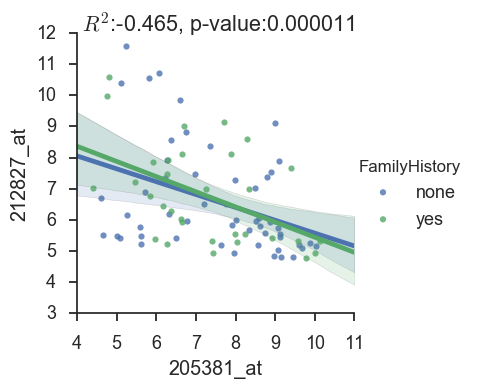 R²:-0.465, p-value:0.000011
12
11
10
9
8
7
6
5
4
3
212827_at
4 5 6 7 8 9 10 11
205381_at
FamilyHistory
none
yes